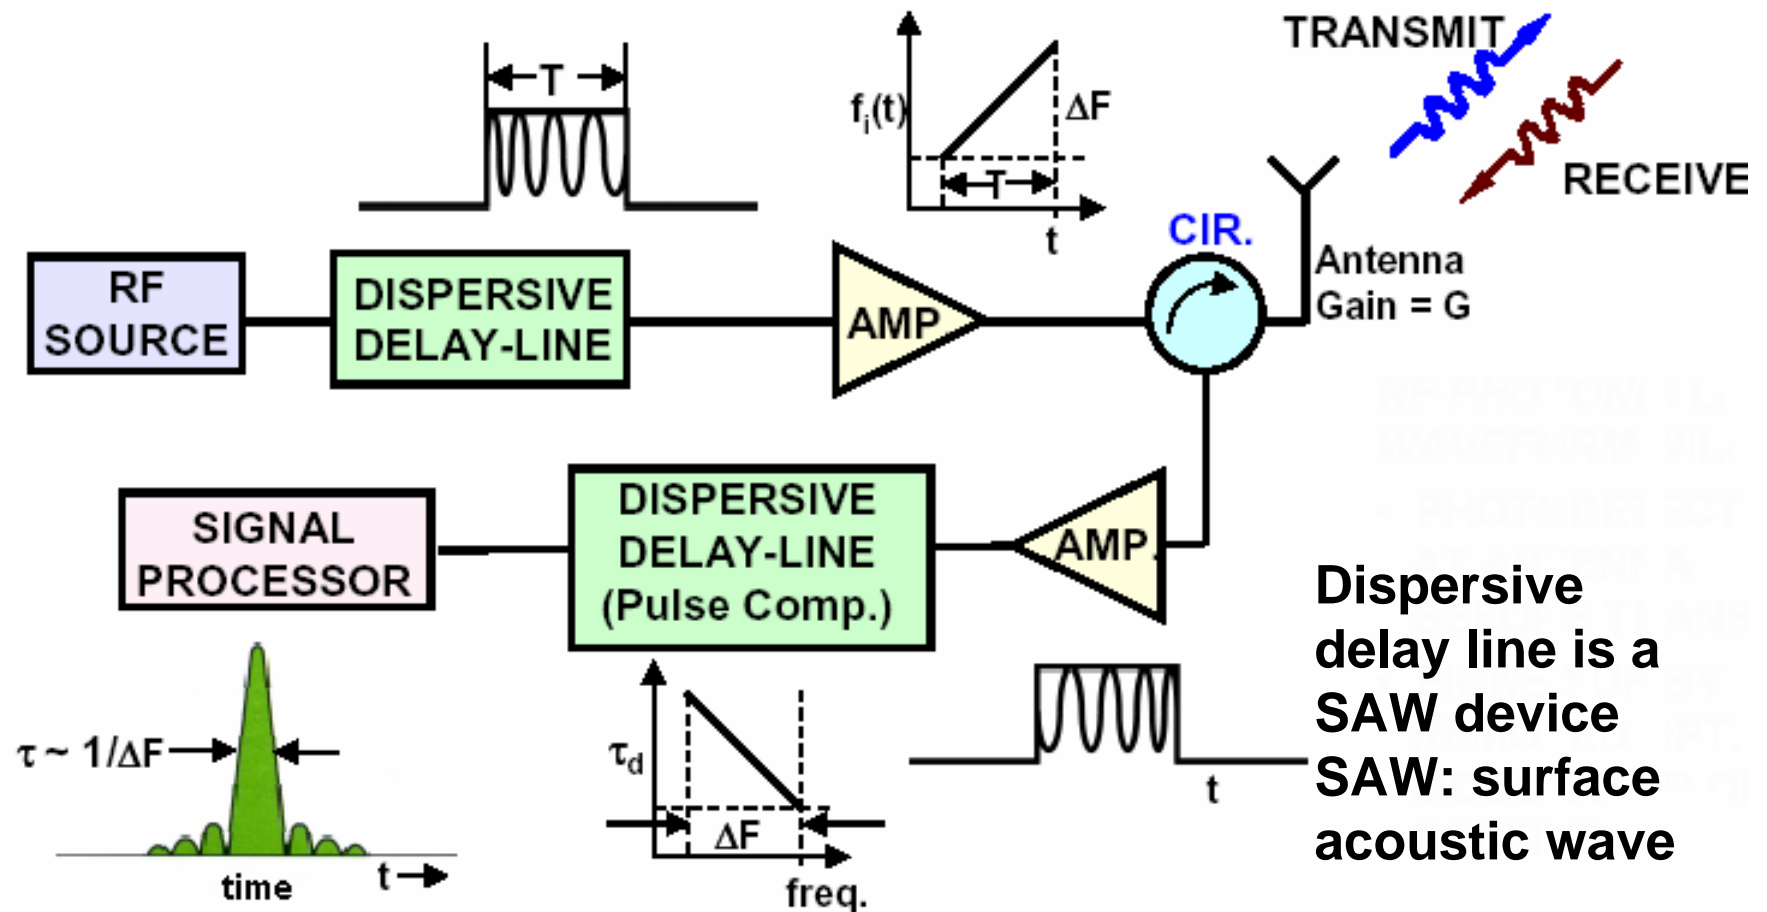 T
f_i(t)
ΔF
T
t
TRANSMIT
RECEIVE
RF
SOURCE
DISPERSIVE
DELAY-LINE
AMP
CIR.
Antenna
Gain = G
SIGNAL
PROCESSOR
DISPERSIVE
DELAY-LINE
(Pulse Comp.)
AMP.
Dispersive
delay line is a
SAW device
SAW: surface
acoustic wave
τ ~ 1/ΔF
time
t
τ_d
ΔF
freq.
t